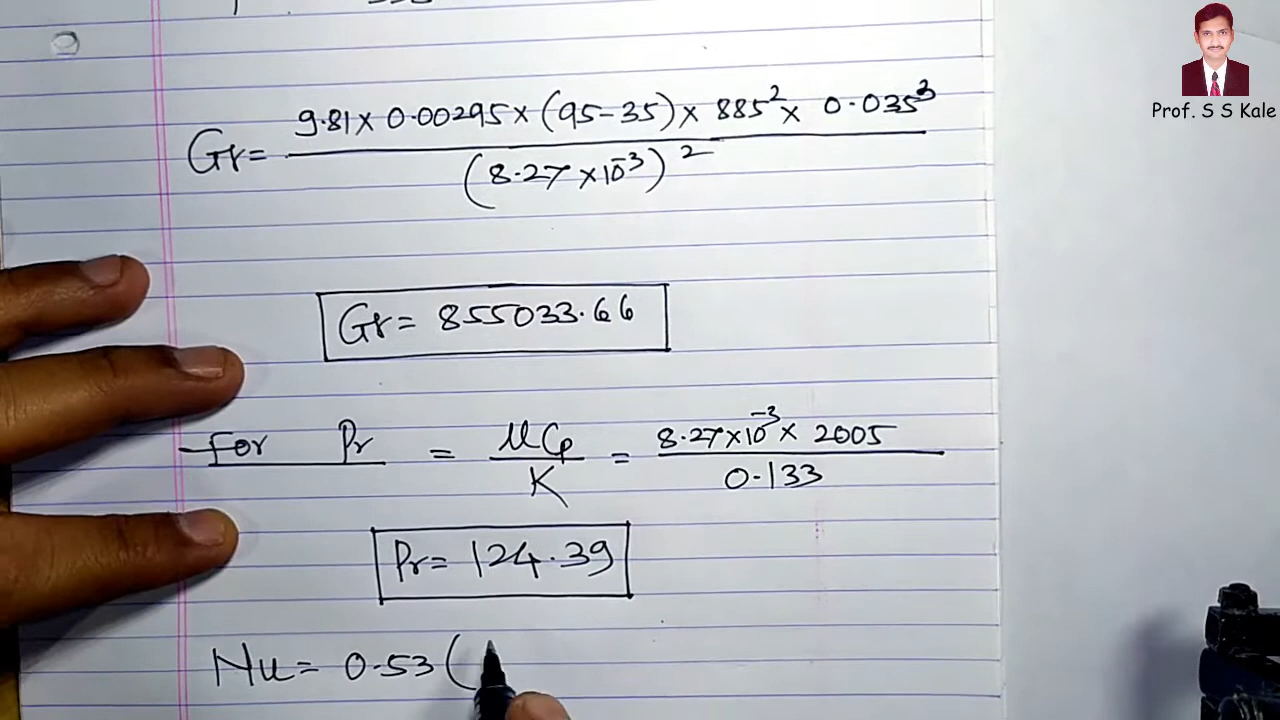 Prof. S S Kale
Gr= 9.81 x 0.00295 x (95-35) x 885² x 0.035³
(8.27 x 10⁻³)²
Gr= 855033.66
For Pr = μCp = 8.27x10⁻³ x 2005
K 0.133
Pr= 124.39
Nu= 0.53 (